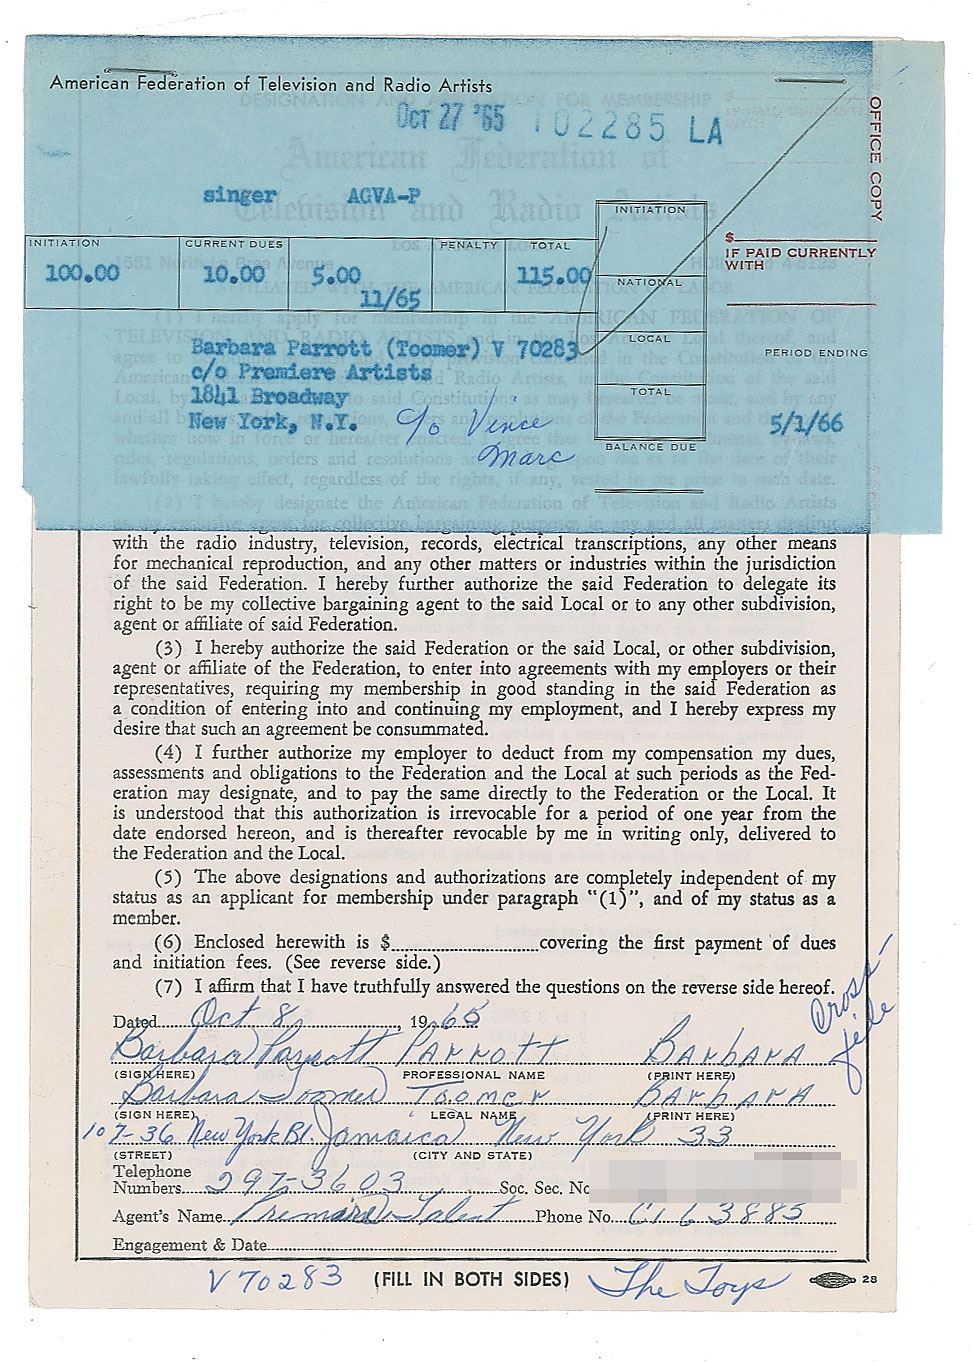 American Federation of Television and Radio Artists
Oct 27 '65 102285 LA
OFFICE COPY
singer AGVA-P
INITIATION CURRENT DUES PENALTY TOTAL
100.00 10.00 5.00 115.00
11/65
INITIATION
NATIONAL
LOCAL
TOTAL
BALANCE DUE
$
IF PAID CURRENTLY
WITH
PERIOD ENDING
5/1/66
Barbara Parrott (Toomer) V 70283
c/o Premiere Artists
1841 Broadway
New York, N.Y.
c/o Vince
Marc
with the radio industry, television, records, electrical transcriptions, any other means
for mechanical reproduction, and any other matters or industries within the jurisdiction
of the said Federation. I hereby further authorize the said Federation to delegate its
right to be my collective bargaining agent to the said Local or to any other subdivision,
agent or affiliate of said Federation.
(3) I hereby authorize the said Federation or the said Local, or other subdivision,
agent or affiliate of the Federation, to enter into agreements with my employers or their
representatives, requiring my membership in good standing in the said Federation as
a condition of entering into and continuing my employment, and I hereby express my
desire that such an agreement be consummated.
(4) I further authorize my employer to deduct from my compensation my dues,
assessments and obligations to the Federation and the Local at such periods as the Fed-
eration may designate, and to pay the same directly to the Federation or the Local. It
is understood that this authorization is irrevocable for a period of one year from the
date endorsed hereon, and is thereafter revocable by me in writing only, delivered to
the Federation and the Local.
(5) The above designations and authorizations are completely independent of my
status as an applicant for membership under paragraph "(1)", and of my status as a
member.
(6) Enclosed herewith is $ covering the first payment of dues
and initiation fees. (See reverse side.)
(7) I affirm that I have truthfully answered the questions on the reverse side hereof.
Cross-
file
Dated Oct 8, 1965
Barbara Parrott PARROTT BARBARA
(SIGN HERE) PROFESSIONAL NAME (PRINT HERE)
Barbara Toomer Toomer BARBARA
(SIGN HERE) LEGAL NAME (PRINT HERE)
107-36 New York Bl. Jamaica New York 33
(STREET) (CITY AND STATE)
Telephone
Numbers 297-3603 Soc. Sec. No
Agent's Name Premiere Talent Phone No. CI 63885
Engagement & Date
V70283 (FILL IN BOTH SIDES) The Toys 28